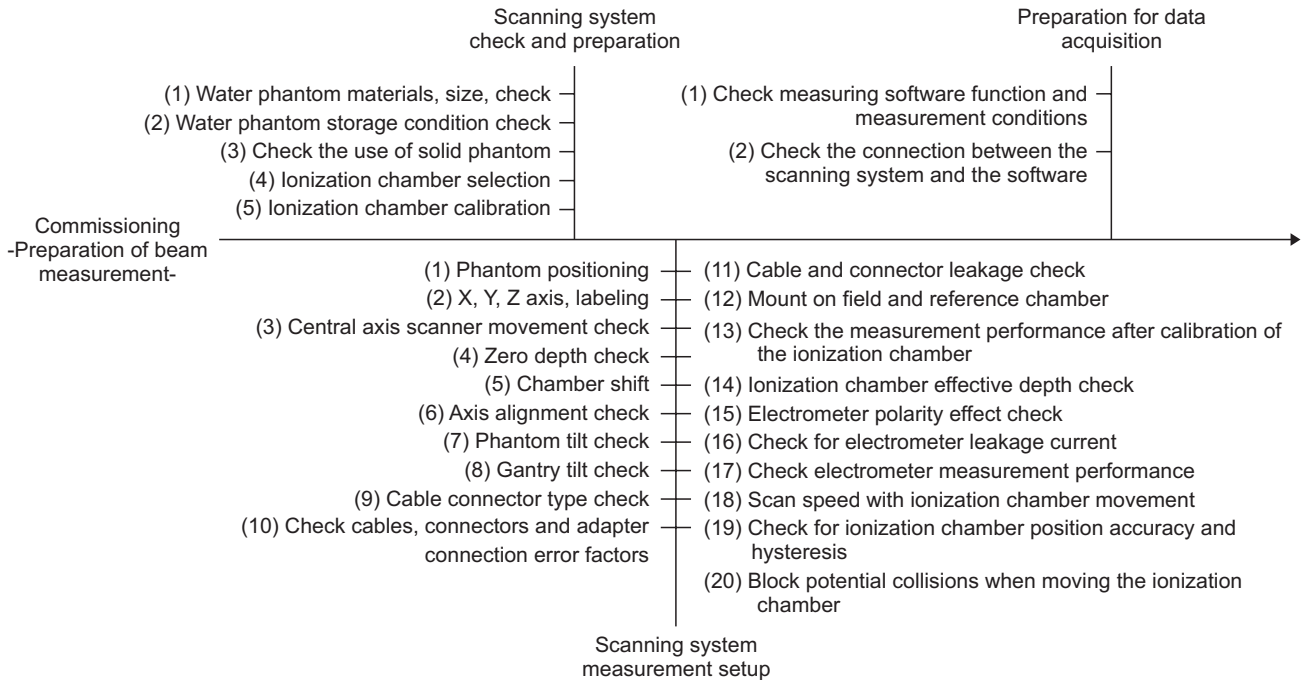 Scanning system
check and preparation
(1) Water phantom materials, size, check
(2) Water phantom storage condition check
(3) Check the use of solid phantom
(4) Ionization chamber selection
(5) Ionization chamber calibration
Preparation for data
acquisition
(1) Check measuring software function and
measurement conditions
(2) Check the connection between the
scanning system and the software
Commissioning
-Preparation of beam
measurement-
(1) Phantom positioning
(2) X, Y, Z axis, labeling
(3) Central axis scanner movement check
(4) Zero depth check
(5) Chamber shift
(6) Axis alignment check
(7) Phantom tilt check
(8) Gantry tilt check
(9) Cable connector type check
(10) Check cables, connectors and adapter
connection error factors
(11) Cable and connector leakage check
(12) Mount on field and reference chamber
(13) Check the measurement performance after calibration of
the ionization chamber
(14) Ionization chamber effective depth check
(15) Electrometer polarity effect check
(16) Check for electrometer leakage current
(17) Check electrometer measurement performance
(18) Scan speed with ionization chamber movement
(19) Check for ionization chamber position accuracy and
hysteresis
(20) Block potential collisions when moving the ionization
chamber
Scanning system
measurement setup